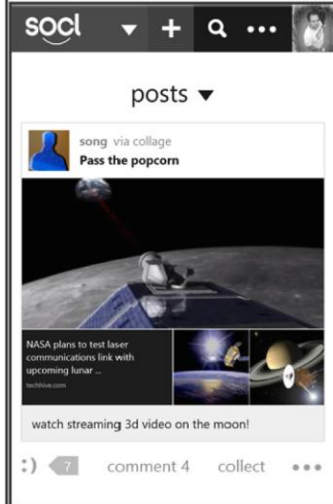 socl
posts
song via collage
Pass the popcorn
NASA plans to test laser
communications link with
upcoming lunar ...
techhive.com
watch streaming 3d video on the moon!
:) 7 comment 4 collect